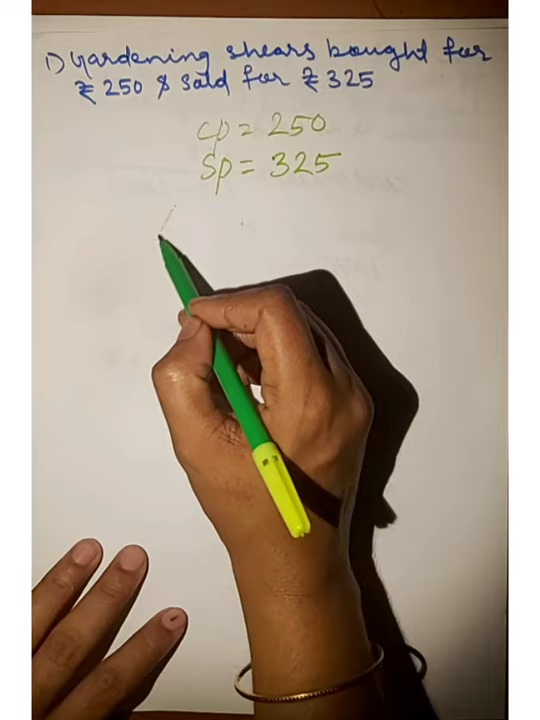 1) Gardening shears bought for
₹ 250 & sold for ₹ 325
CP = 250
SP = 325